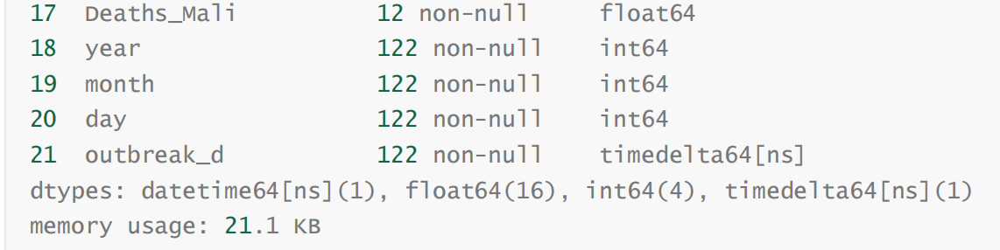 17 Deaths_Mali 12 non-null float64
18 year 122 non-null int64
19 month 122 non-null int64
20 day 122 non-null int64
21 outbreak_d 122 non-null timedelta64[ns]
dtypes: datetime64[ns](1), float64(16), int64(4), timedelta64[ns](1)
memory usage: 21.1 KB